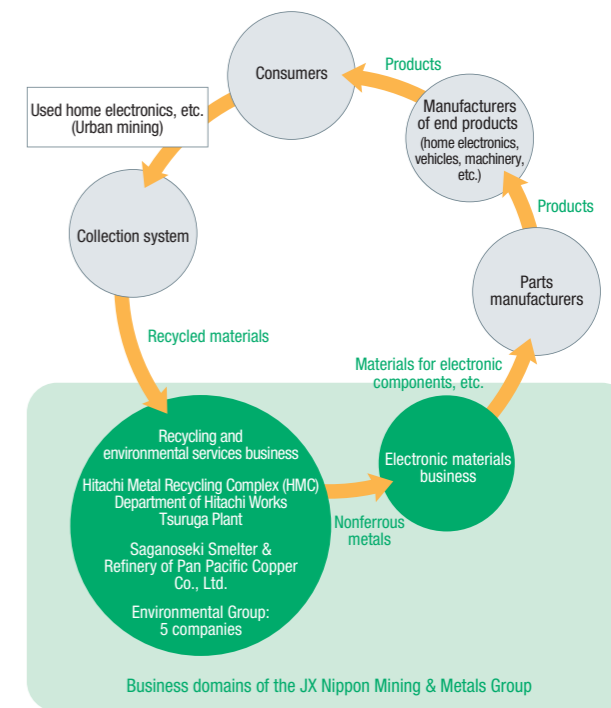 Products
Consumers
Manufacturers
of end products
(home electronics,
vehicles, machinery,
etc.)
Used home electronics, etc.
(Urban mining)
Products
Collection system
Parts
manufacturers
Recycled materials
Materials for electronic
components, etc.
Recycling and
environmental services business
Hitachi Metal Recycling Complex (HMC)
Department of Hitachi Works
Tsuruga Plant
Saganoseki Smelter &
Refinery of Pan Pacific Copper
Co., Ltd.
Environmental Group:
5 companies
Electronic materials
business
Nonferrous
metals
Business domains of the JX Nippon Mining & Metals Group